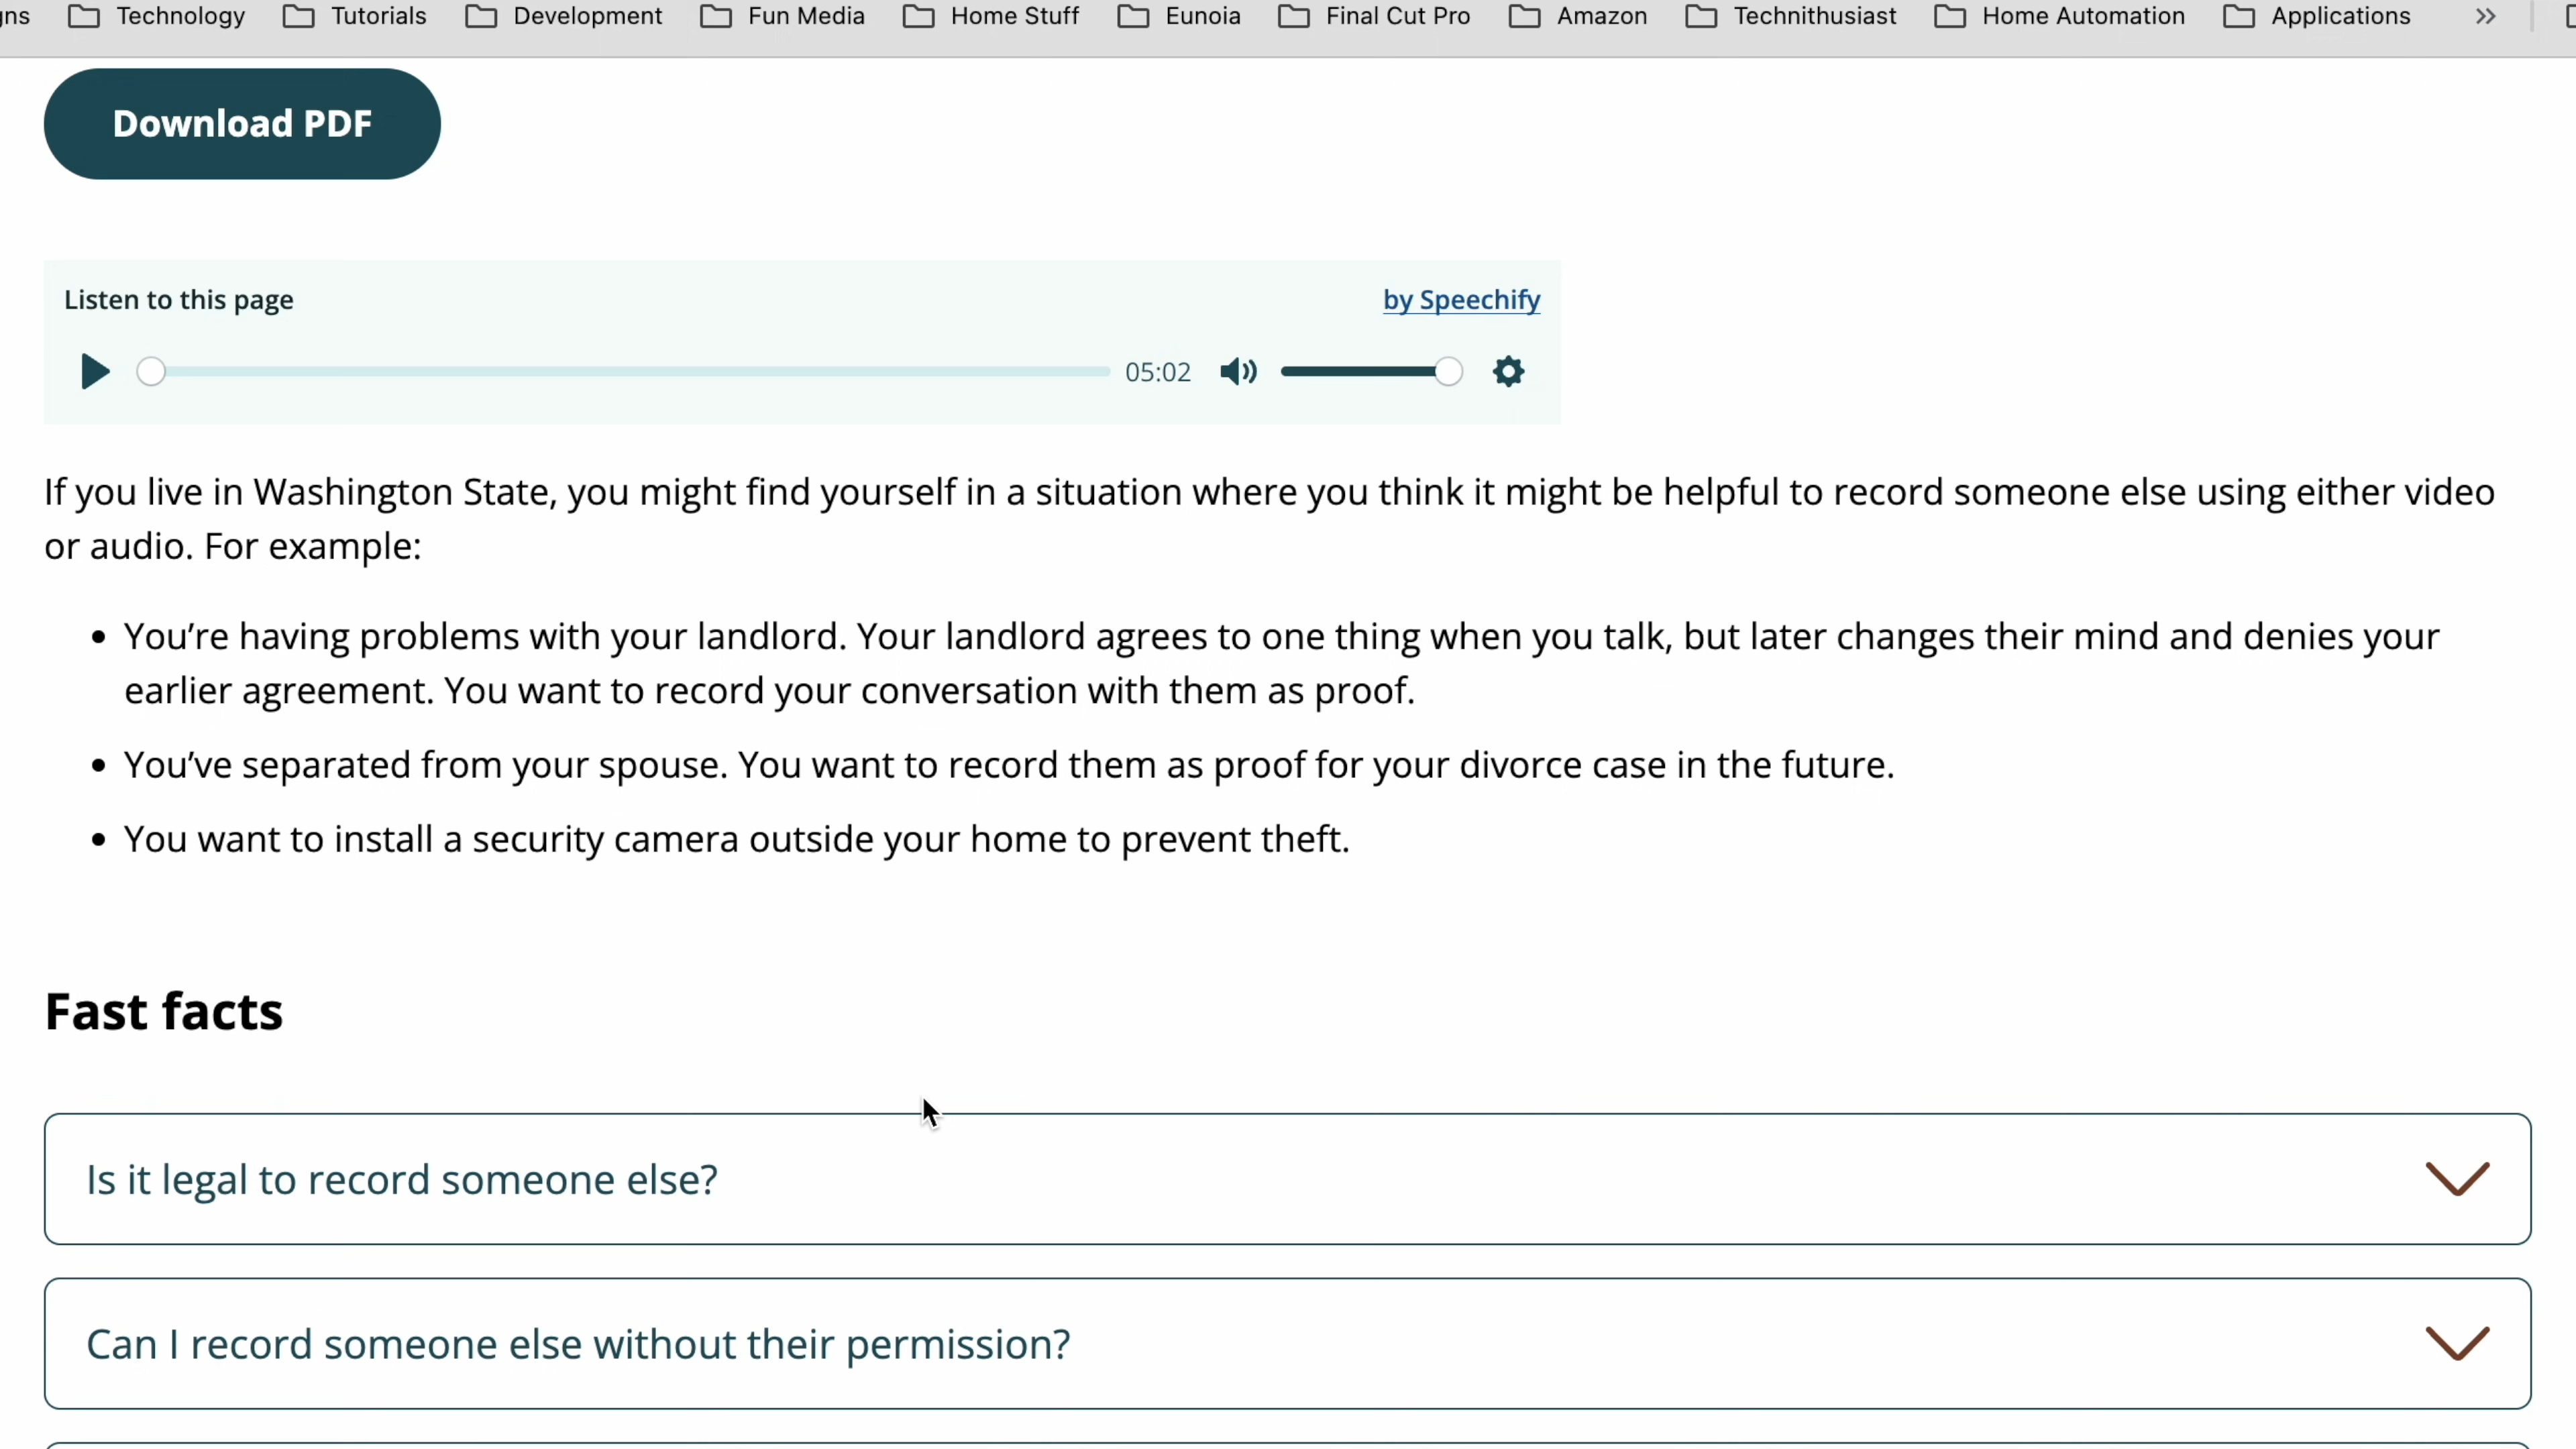 Technology Tutorials Development Fun Media Home Stuff Eunoia Final Cut Pro Amazon Technithusiast Home Automation Applications
Download PDF
Listen to this page by Speechify
05:02
If you live in Washington State, you might find yourself in a situation where you think it might be helpful to record someone else using either video
or audio. For example:
• You’re having problems with your landlord. Your landlord agrees to one thing when you talk, but later changes their mind and denies your
earlier agreement. You want to record your conversation with them as proof.
• You’ve separated from your spouse. You want to record them as proof for your divorce case in the future.
• You want to install a security camera outside your home to prevent theft.
Fast facts
Is it legal to record someone else?
Can I record someone else without their permission?